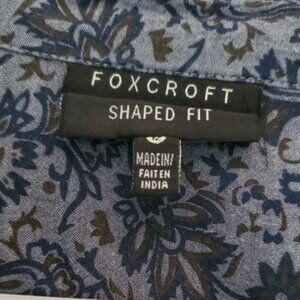 FOXCROFT
SHAPED FIT
MADE IN/
FAIT EN
INDIA